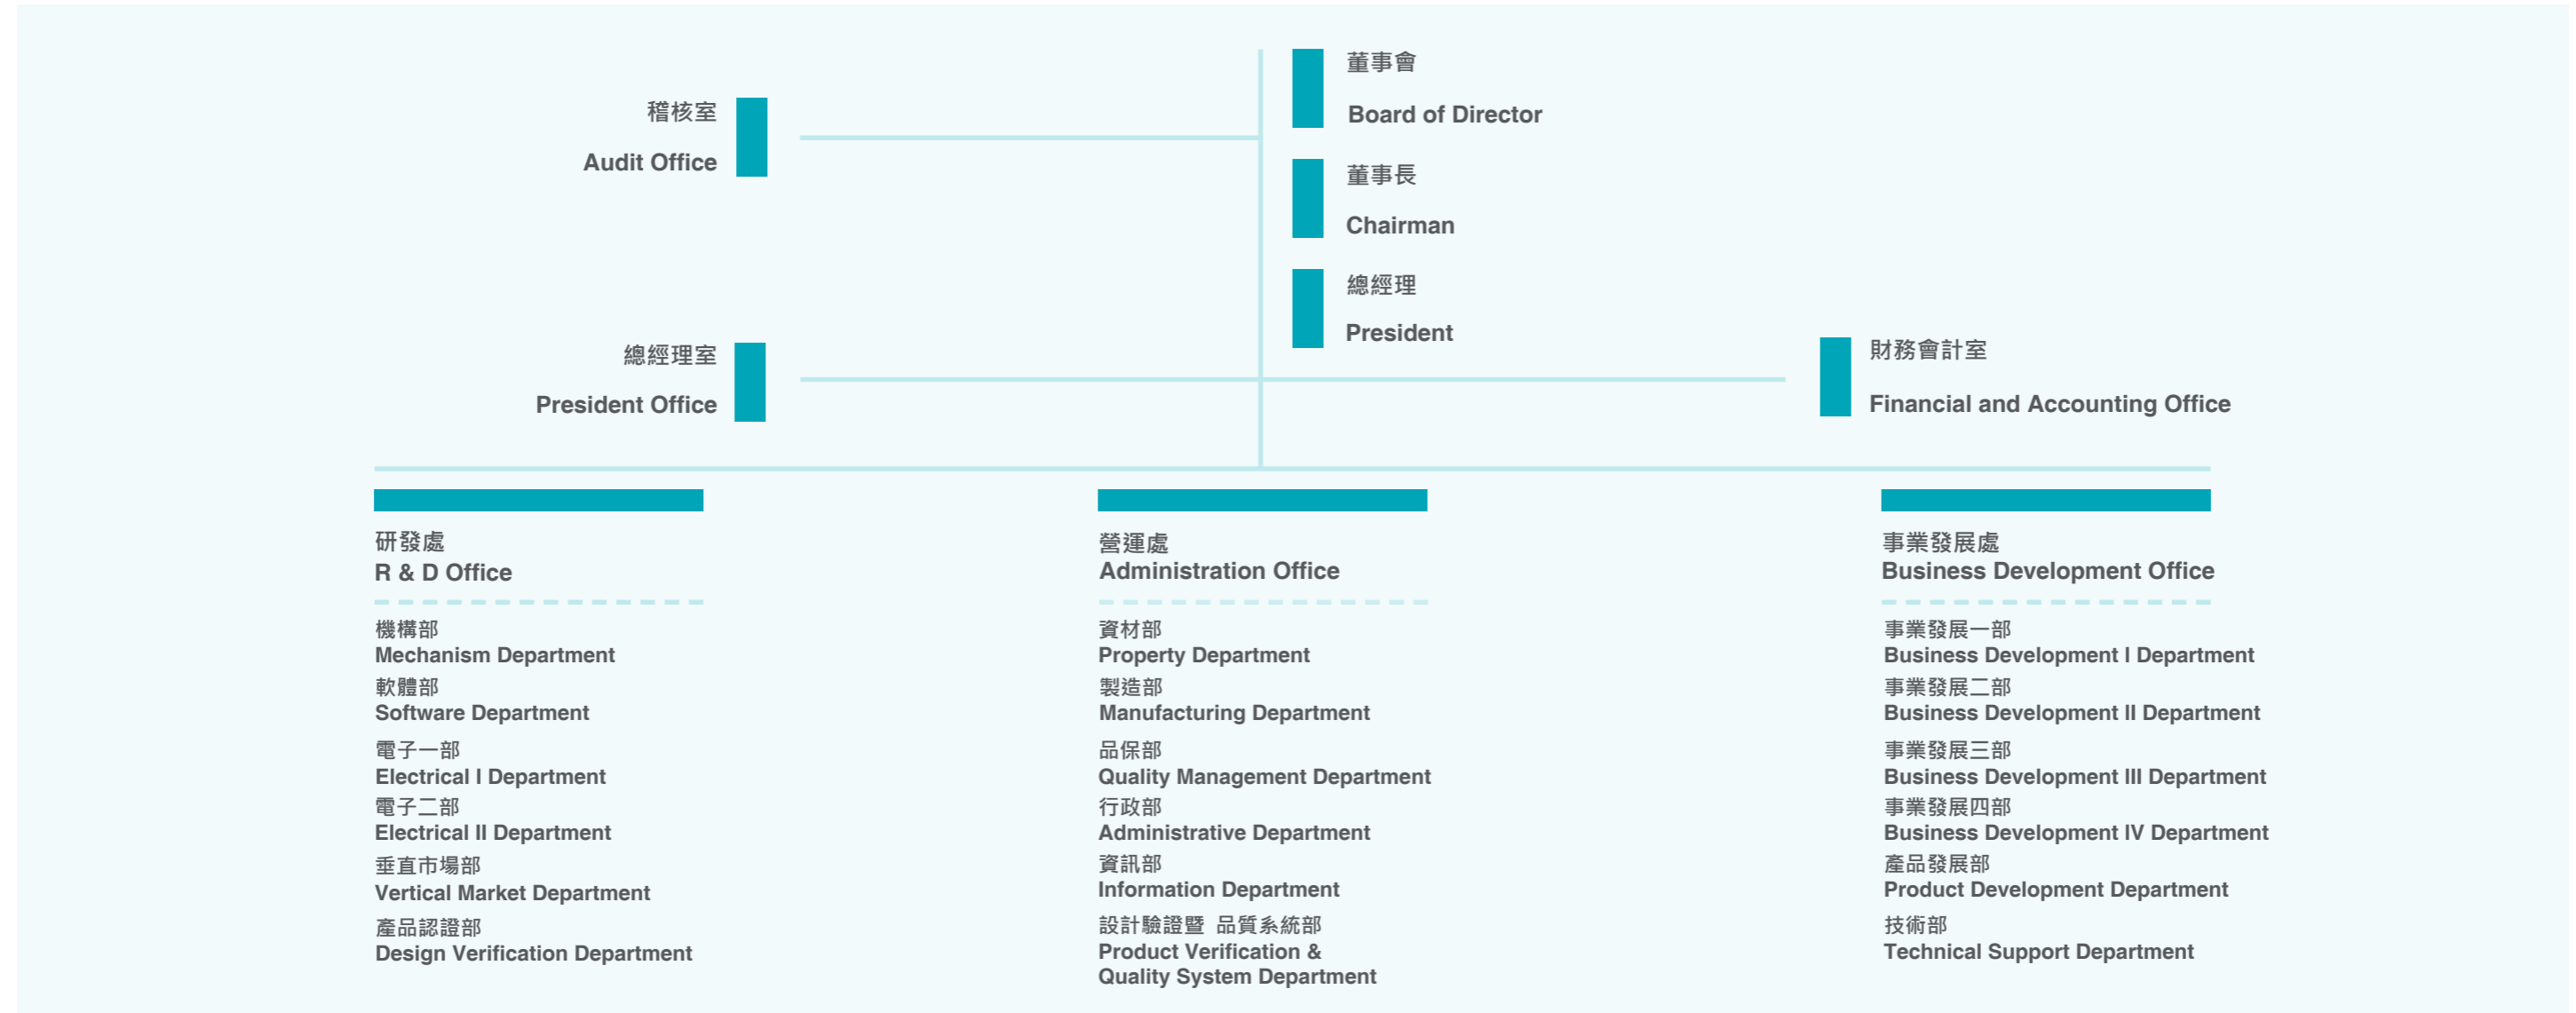 董事會
Board of Director
稽核室
Audit Office
董事長
Chairman
總經理
President
總經理室
President Office
財務會計室
Financial and Accounting Office
研發處
R & D Office
機構部
Mechanism Department
軟體部
Software Department
電子一部
Electrical I Department
電子二部
Electrical II Department
垂直市場部
Vertical Market Department
產品認證部
Design Verification Department
營運處
Administration Office
資材部
Property Department
製造部
Manufacturing Department
品保部
Quality Management Department
行政部
Administrative Department
資訊部
Information Department
設計驗證暨 品質系統部
Product Verification &
Quality System Department
事業發展處
Business Development Office
事業發展一部
Business Development I Department
事業發展二部
Business Development II Department
事業發展三部
Business Development III Department
事業發展四部
Business Development IV Department
產品發展部
Product Development Department
技術部
Technical Support Department